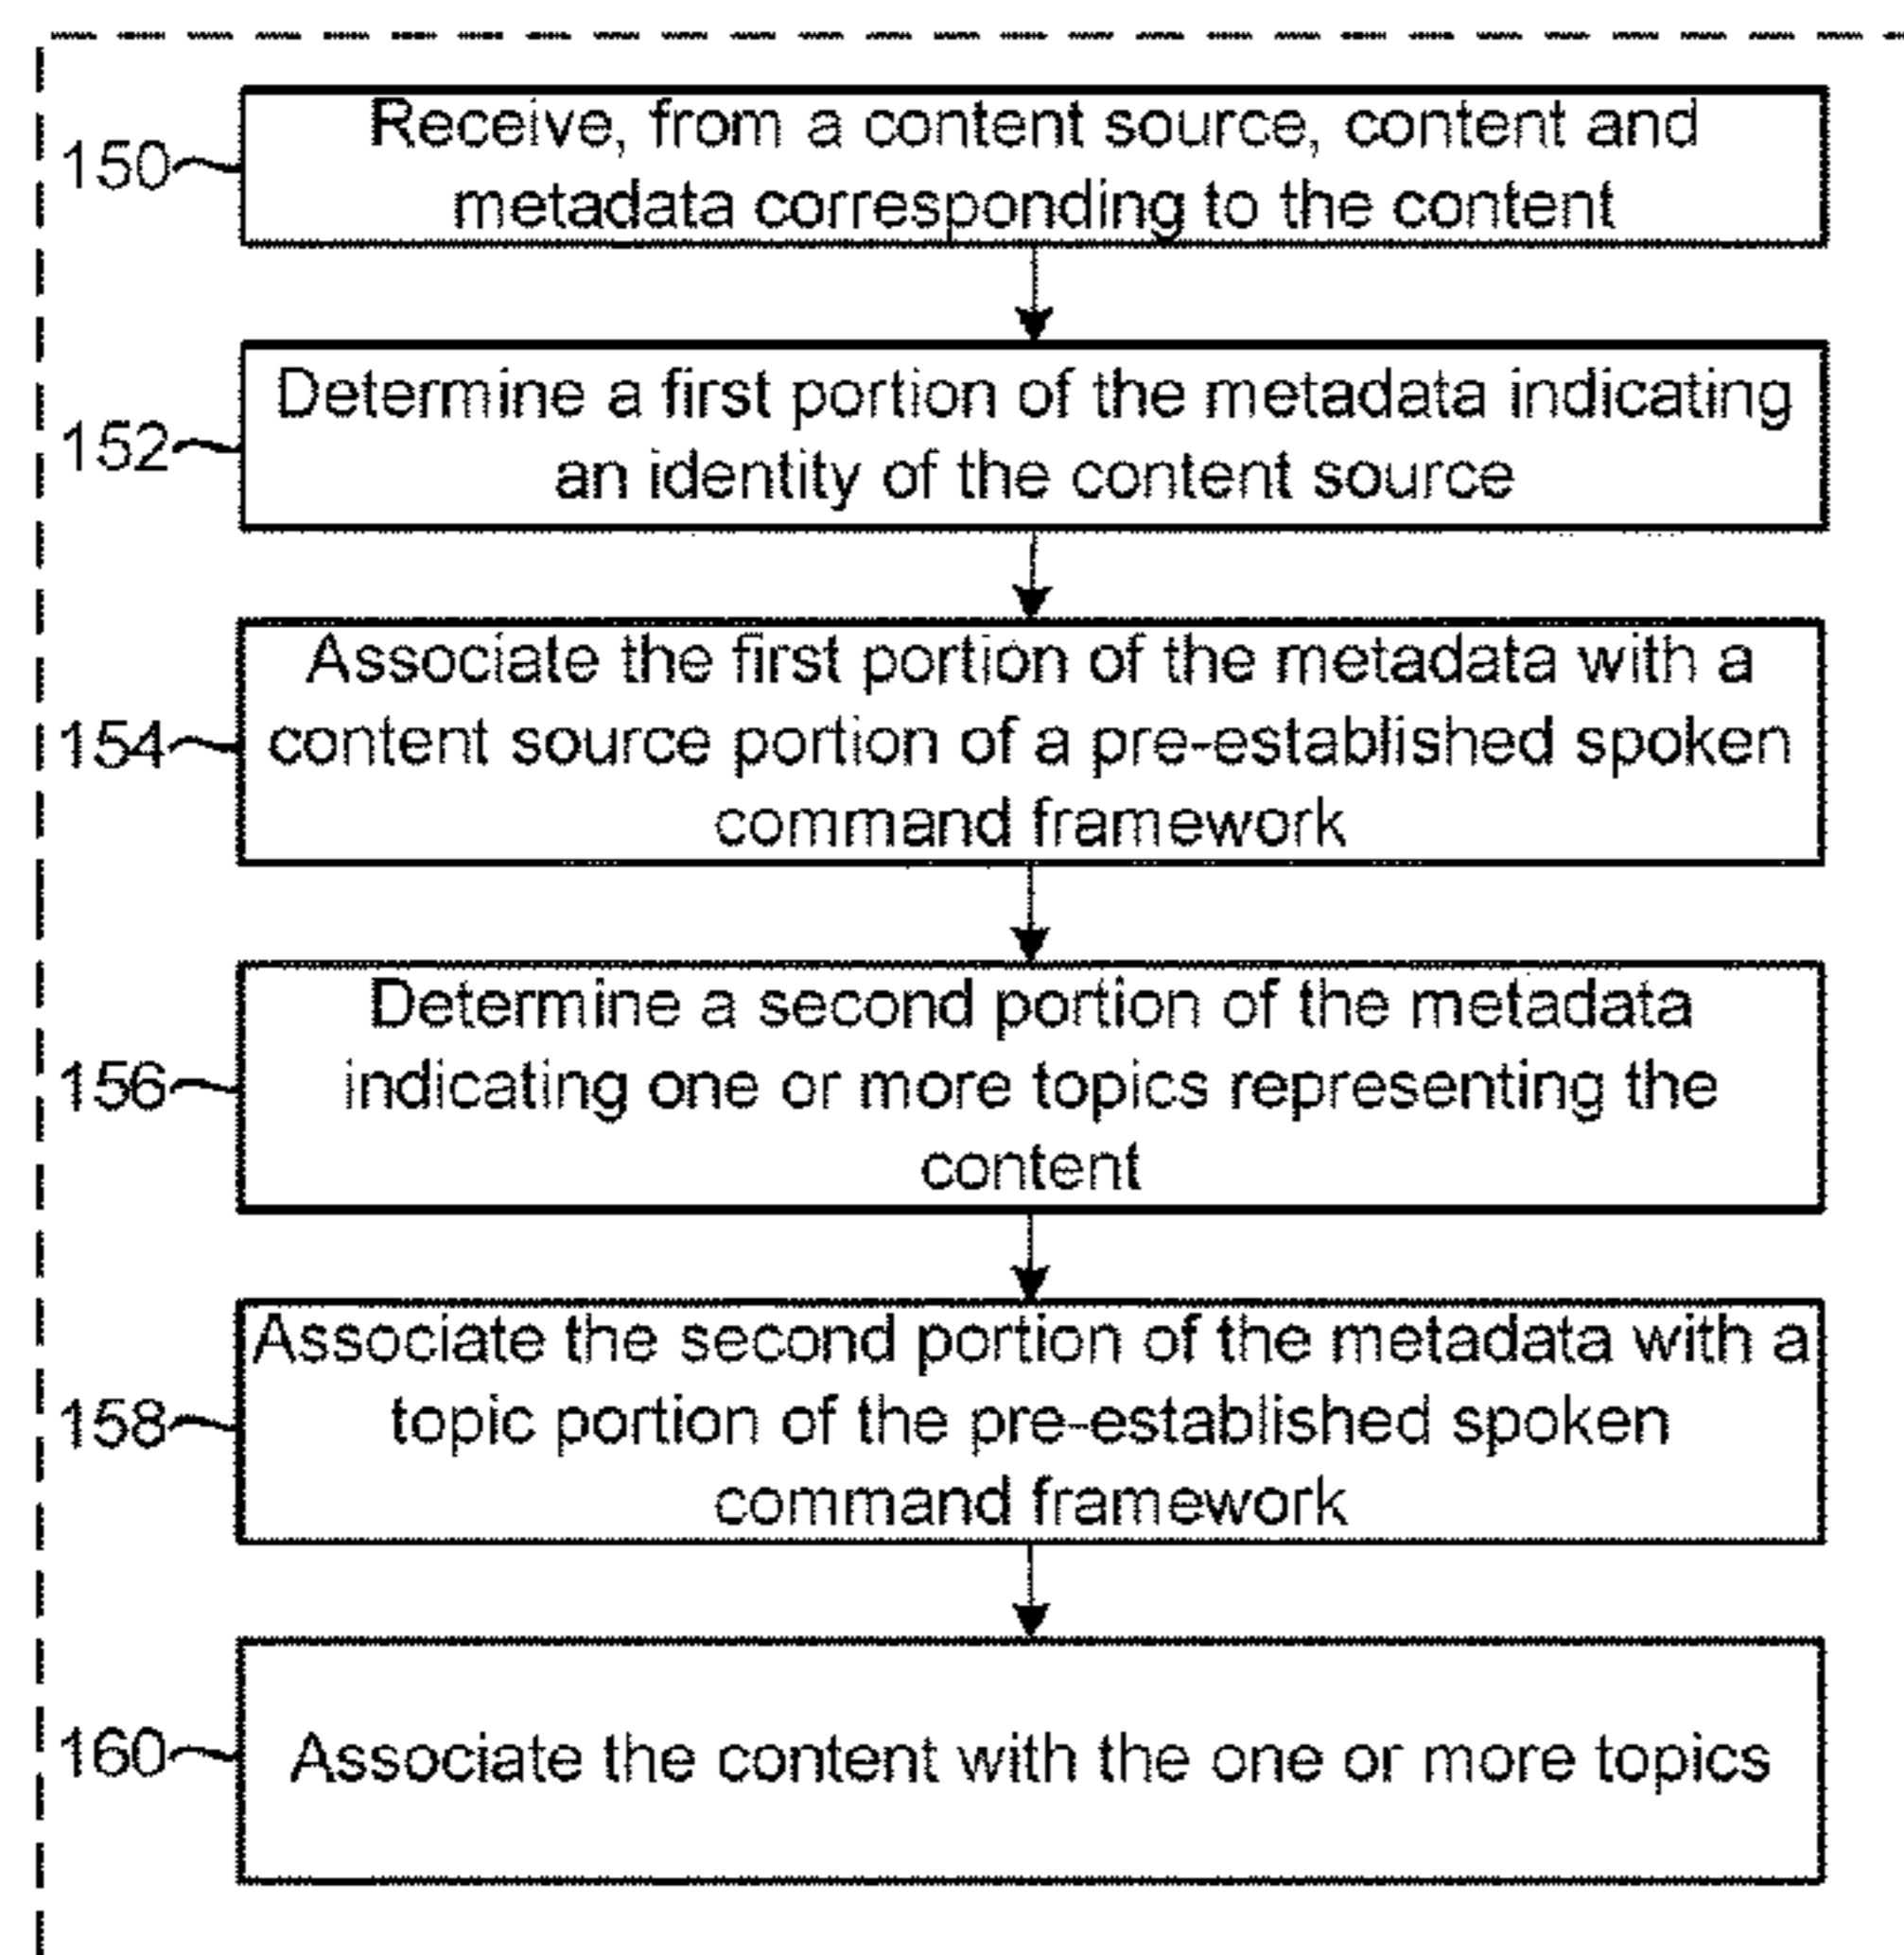 Receive, from a content source, content and
150
metadata corresponding to the content
Determine a first portion of the metadata indicating
152
an identity of the content source
Associate the first portion of the metadata with a
154
content source portion of a pre-established spoken
command framework
Determine a second portion of the metadata
156
indicating one or more topics representing the
content
Associate the second portion of the metadata with a
158
topic portion of the pre-established spoken
command framework
160
Associate the content with the one or more topics